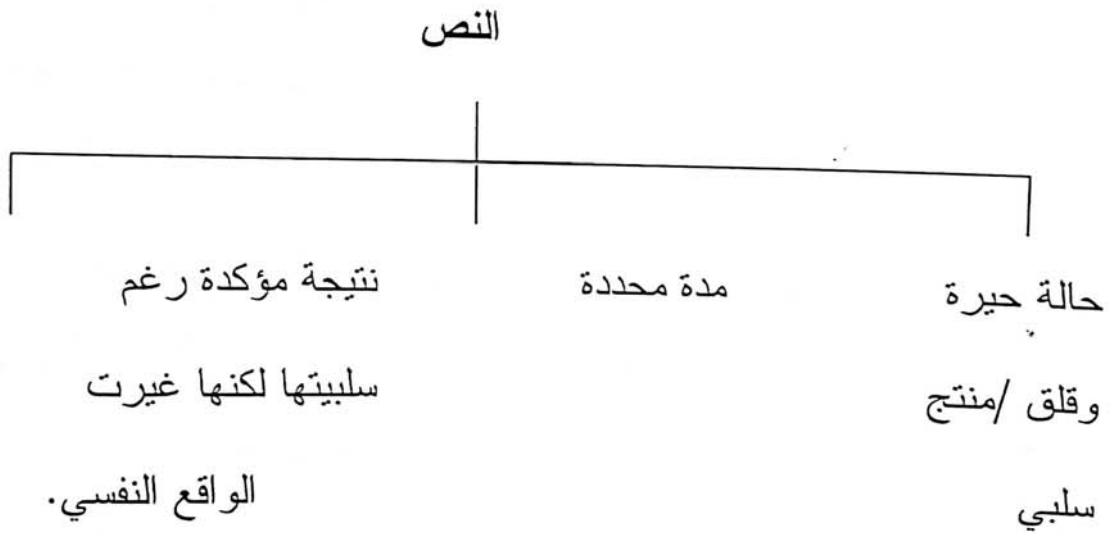 النص
حالة حيرة
وقلق /منتج
سلبي
مدة محددة
نتيجة مؤكدة رغم
سلبيتها لكنها غيرت
الواقع النفسي.